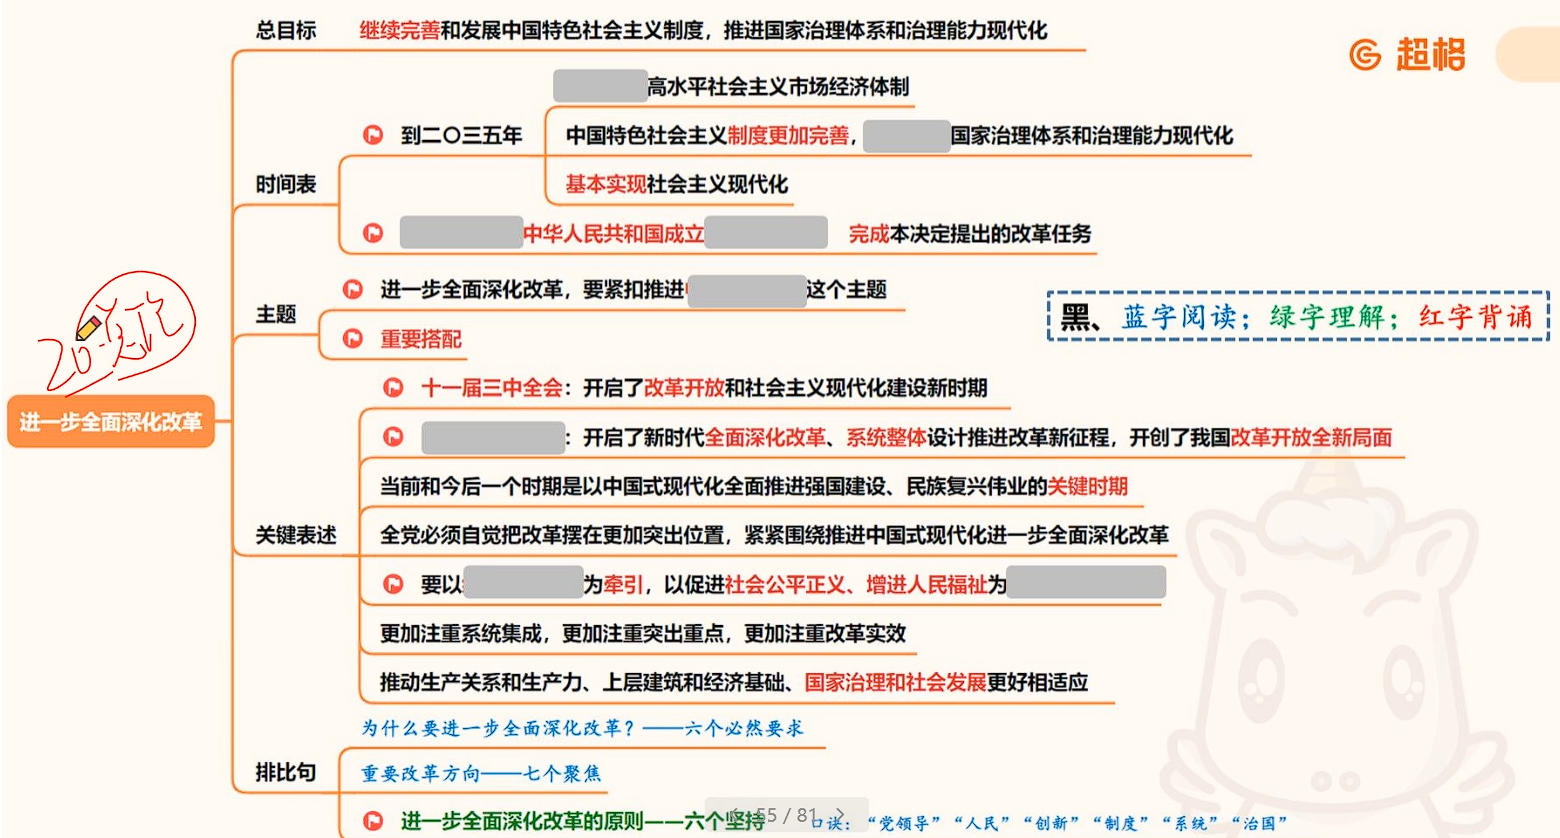 总目标
继续完善和发展中国特色社会主义制度，推进国家治理体系和治理能力现代化
超格
高水平社会主义市场经济体制
到二〇三五年
中国特色社会主义制度更加完善，国家治理体系和治理能力现代化
时间表
基本实现社会主义现代化
中华人民共和国成立 完成本决定提出的改革任务
进一步全面深化改革，要紧扣推进 这个主题
主题
重要搭配
黑、蓝字阅读；绿字理解；红字背诵
20
进一步全面深化改革
十一届三中全会：开启了改革开放和社会主义现代化建设新时期
：开启了新时代全面深化改革、系统整体设计推进改革新征程，开创了我国改革开放全新局面
当前和今后一个时期是以中国式现代化全面推进强国建设、民族复兴伟业的关键时期
关键表述
全党必须自觉把改革摆在更加突出位置，紧紧围绕推进中国式现代化进一步全面深化改革
要以 为牵引，以促进社会公平正义、增进人民福祉为
更加注重系统集成，更加注重突出重点，更加注重改革实效
推动生产关系和生产力、上层建筑和经济基础、国家治理和社会发展更好相适应
为什么要进一步全面深化改革？——六个必然要求
排比句
重要改革方向——七个聚焦
进一步全面深化改革的原则——六个坚持
55 / 81
口诀：“党领导”“人民”“创新”“制度”“系统”“治国”